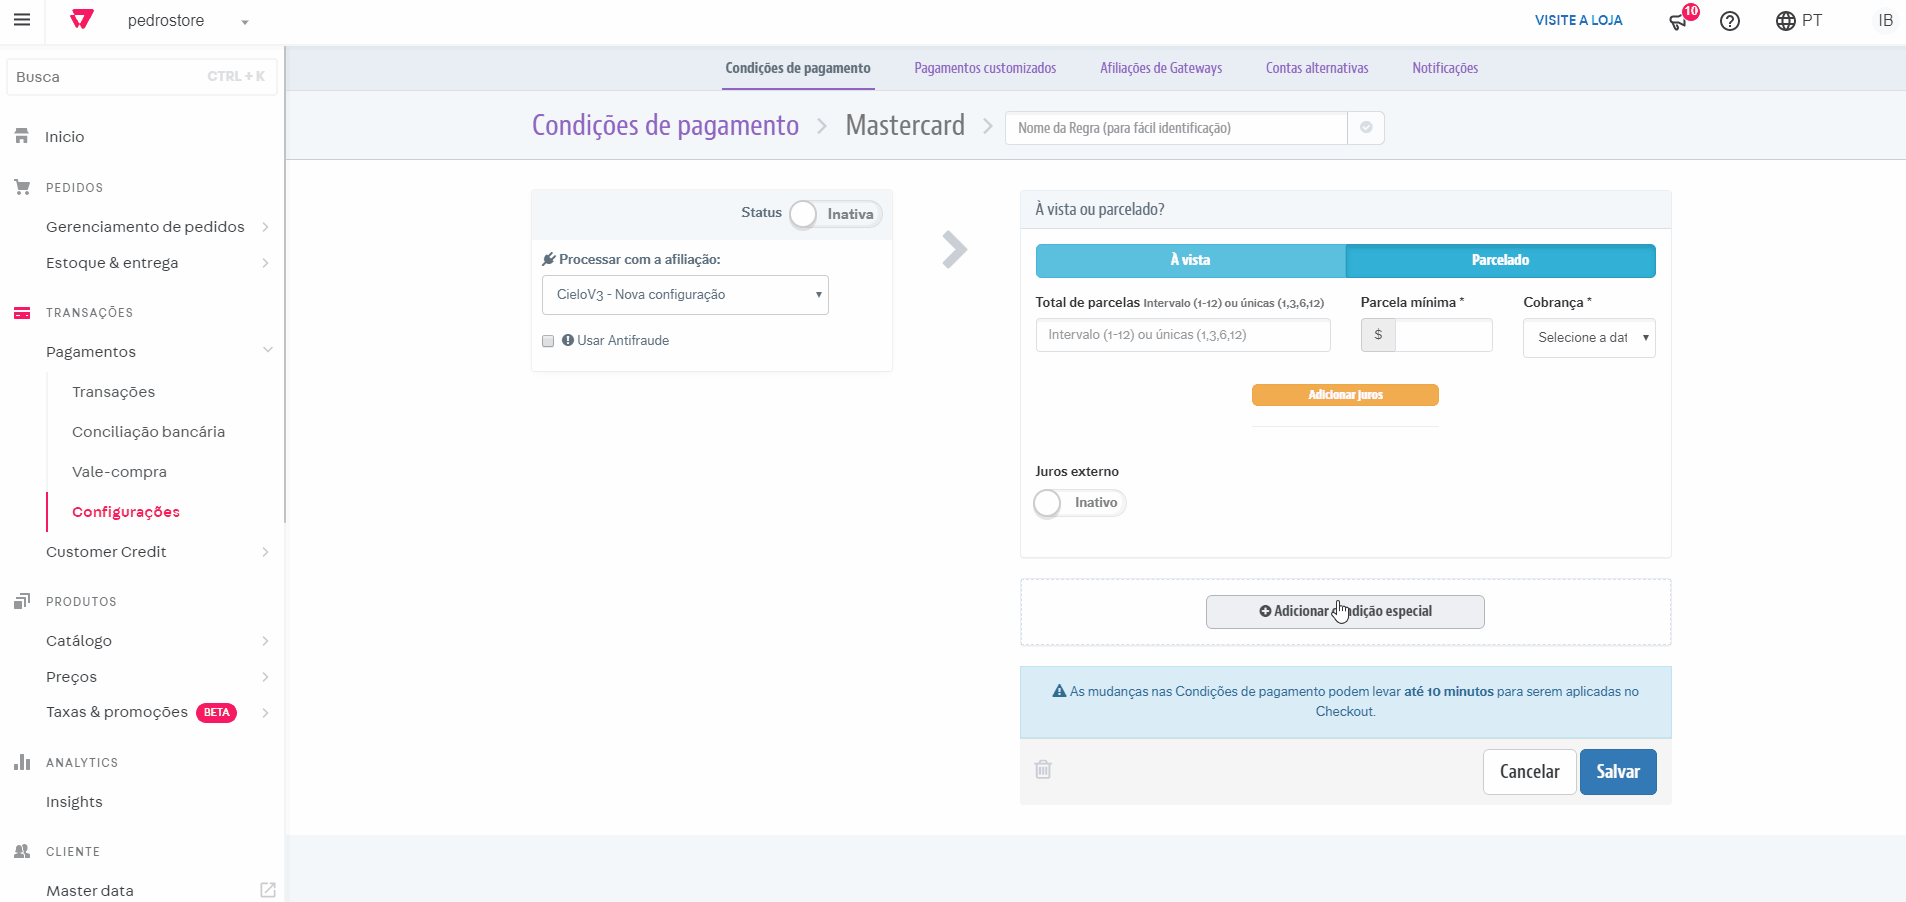 pedrostore
VISITE A LOJA
10
PT
IB
Busca
CTRL + K
Inicio
PEDIDOS
Gerenciamento de pedidos
Estoque & entrega
TRANSAÇÕES
Pagamentos
Transações
Conciliação bancária
Vale-compra
Configurações
Customer Credit
PRODUTOS
Catálogo
Preços
Taxas & promoções BETA
ANALYTICS
Insights
CLIENTE
Master data
Condições de pagamento
Pagamentos customizados
Afiliações de Gateways
Contas alternativas
Notificações
Condições de pagamento
Mastercard
Nome da Regra (para fácil identificação)
Status
Inativa
Processar com a afiliação:
CieloV3 - Nova configuração
Usar Antifraude
À vista ou parcelado?
À vista
Parcelado
Total de parcelas Intervalo (1-12) ou únicas (1,3,6,12)
Parcela mínima *
Cobrança *
Intervalo (1-12) ou únicas (1,3,6,12)
$
Selecione a dat
Adicionar juros
Juros externo
Inativo
Adicionar condição especial
As mudanças nas Condições de pagamento podem levar até 10 minutos para serem aplicadas no
Checkout.
Cancelar
Salvar